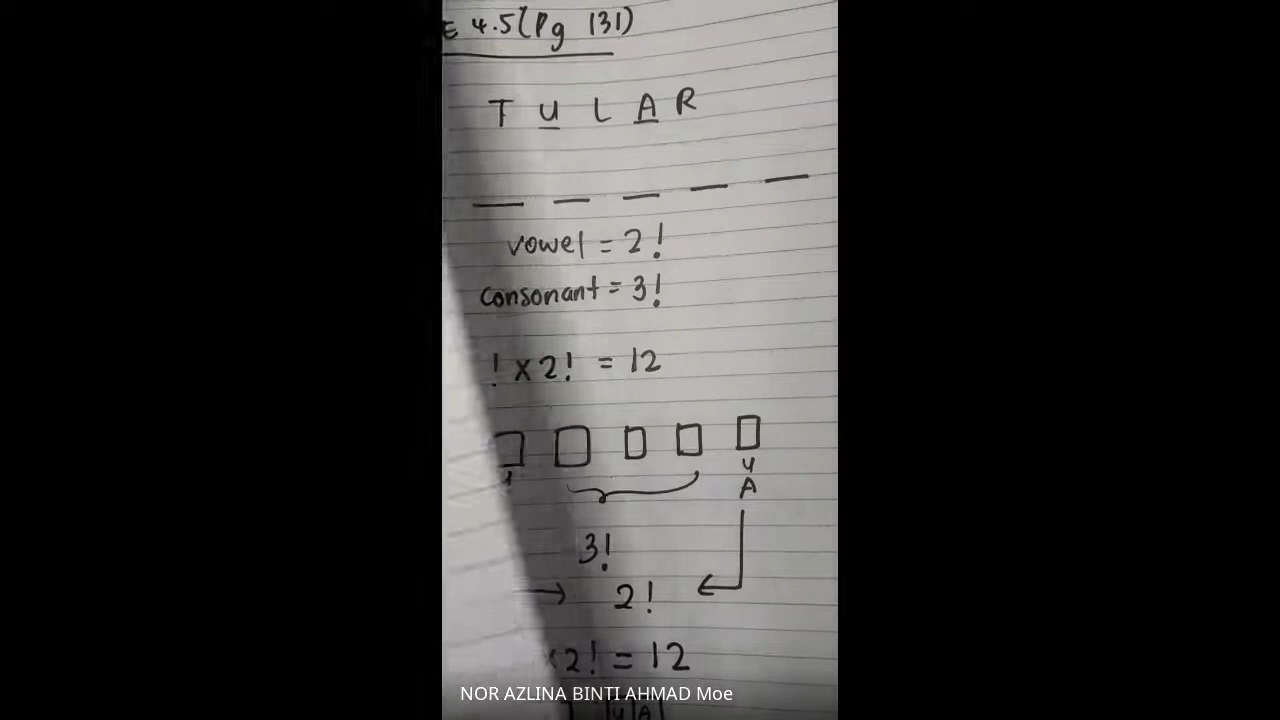 E 4.5 (Pg 131)
T U L A R
vowel = 2!
consonant = 3!
! x 2! = 12
U
A
3!
2!
x 2! = 12
U A
NOR AZLINA BINTI AHMAD Moe